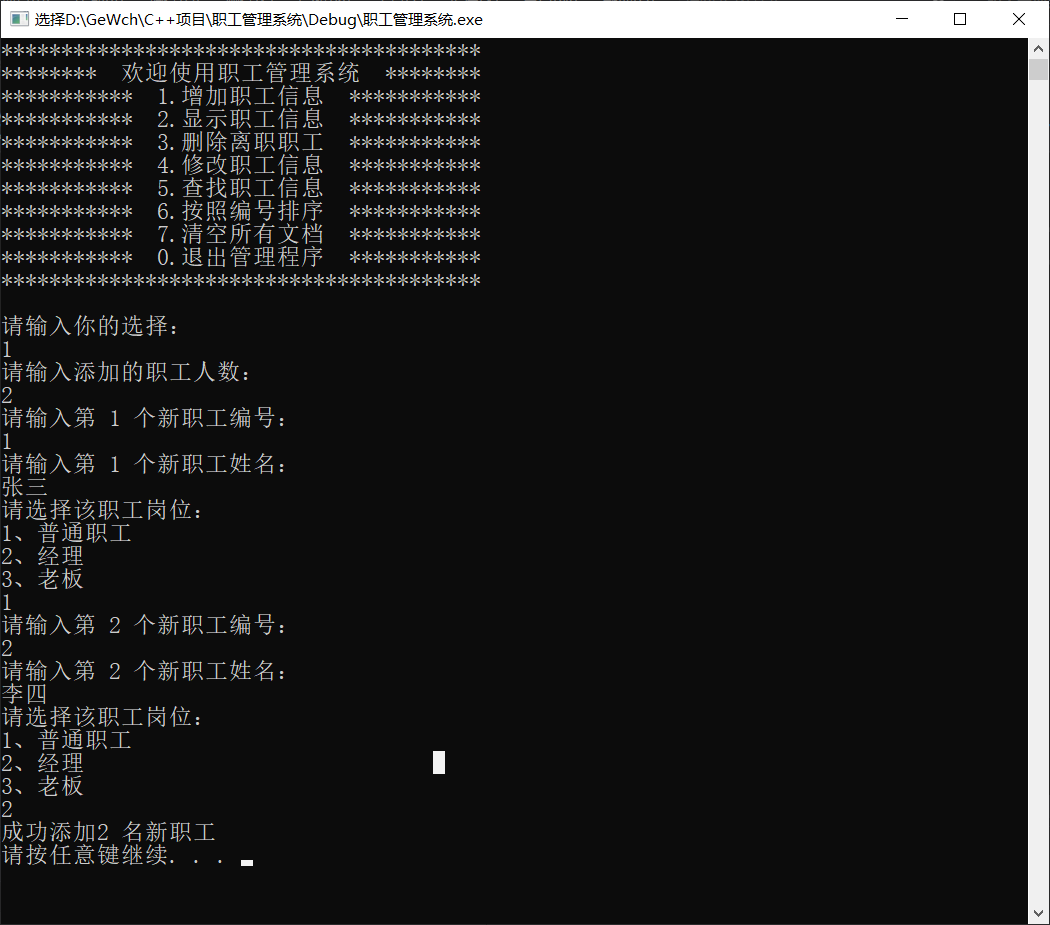 选择D:\GeWch\C++项目\职工管理系统\Debug\职工管理系统.exe
****************************************
********  欢迎使用职工管理系统  ********
***********  1.增加职工信息  ***********
***********  2.显示职工信息  ***********
***********  3.删除离职职工  ***********
***********  4.修改职工信息  ***********
***********  5.查找职工信息  ***********
***********  6.按照编号排序  ***********
***********  7.清空所有文档  ***********
***********  0.退出管理程序  ***********
****************************************
请输入你的选择：
1
请输入添加的职工人数：
2
请输入第 1 个新职工编号：
1
请输入第 1 个新职工姓名：
张三
请选择该职工岗位：
1、普通职工
2、经理
3、老板
1
请输入第 2 个新职工编号：
2
请输入第 2 个新职工姓名：
李四
请选择该职工岗位：
1、普通职工
2、经理
3、老板
2
成功添加2 名新职工
请按任意键继续. . .